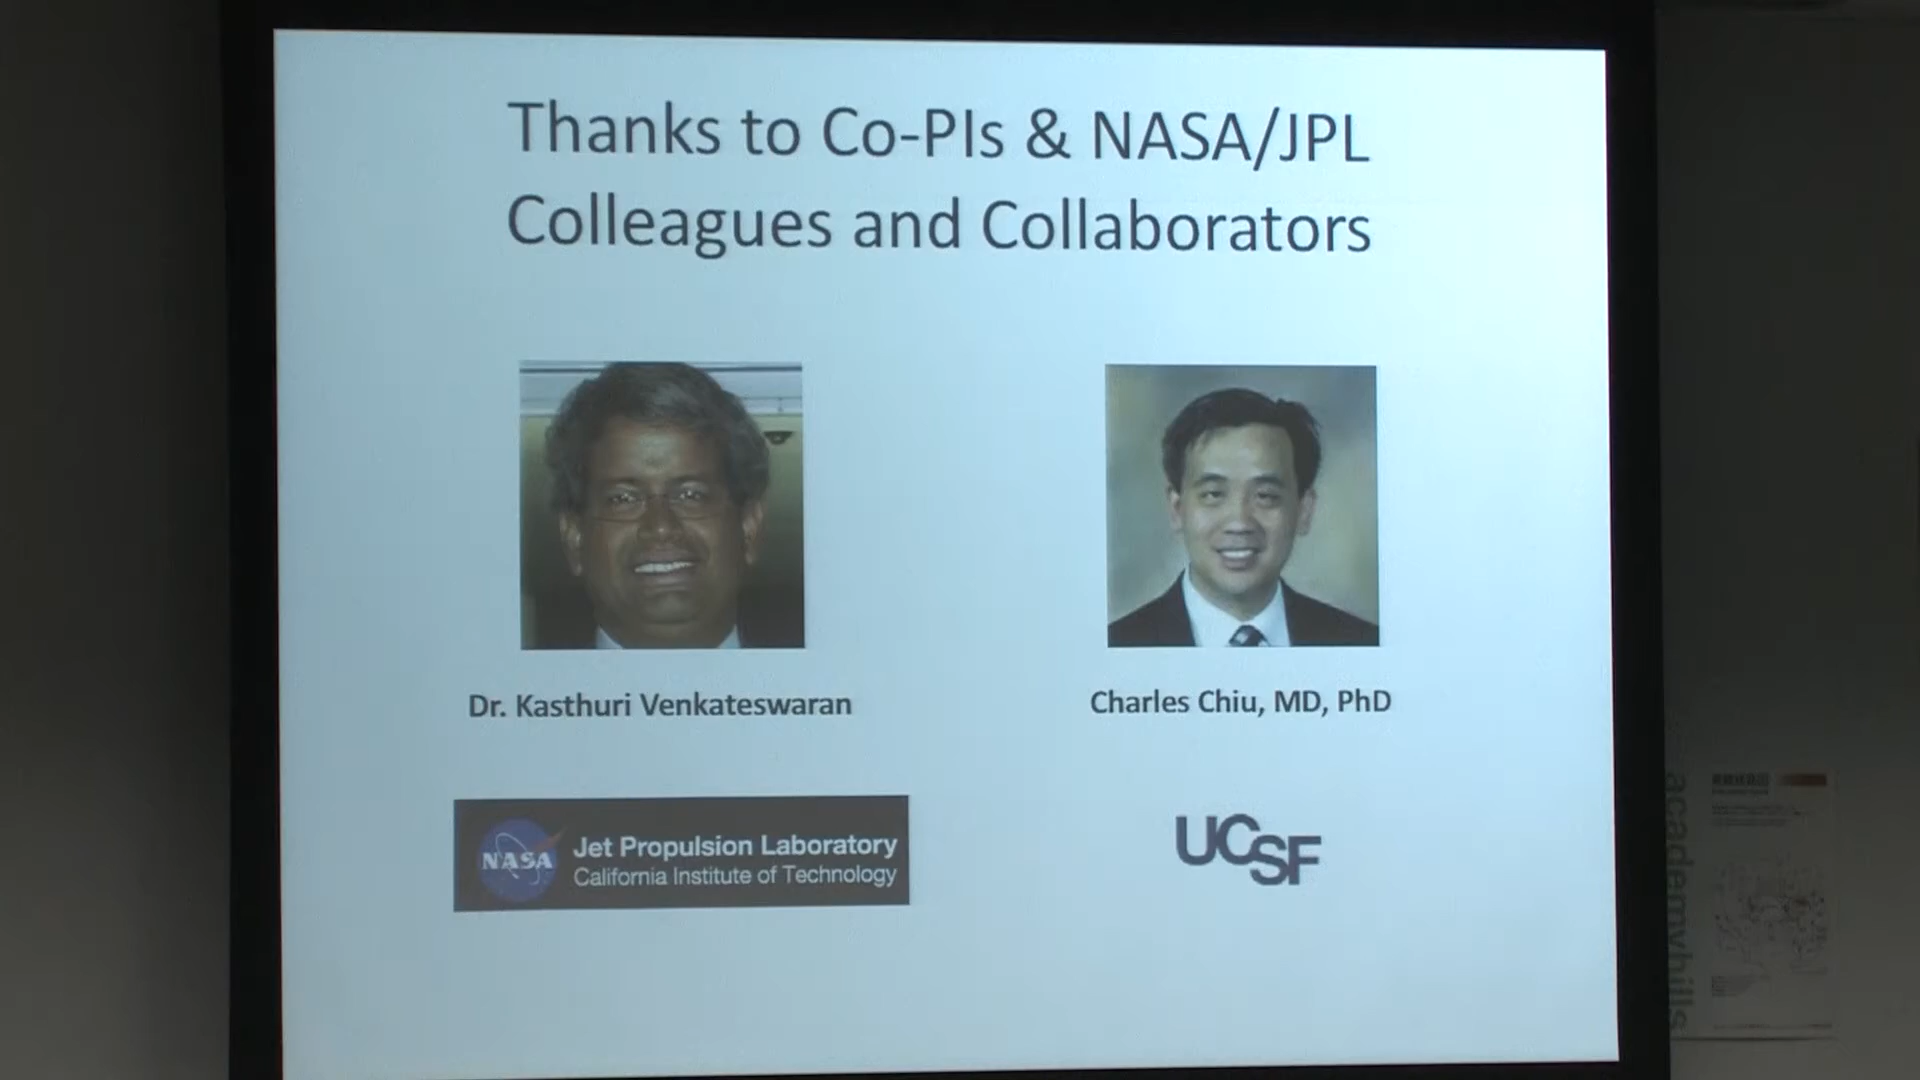 Thanks to Co-PIs & NASA/JPL
Colleagues and Collaborators
Dr. Kasthuri Venkateswaran
Charles Chiu, MD, PhD
NASA
Jet Propulsion Laboratory
California Institute of Technology
UCSF
academyhills